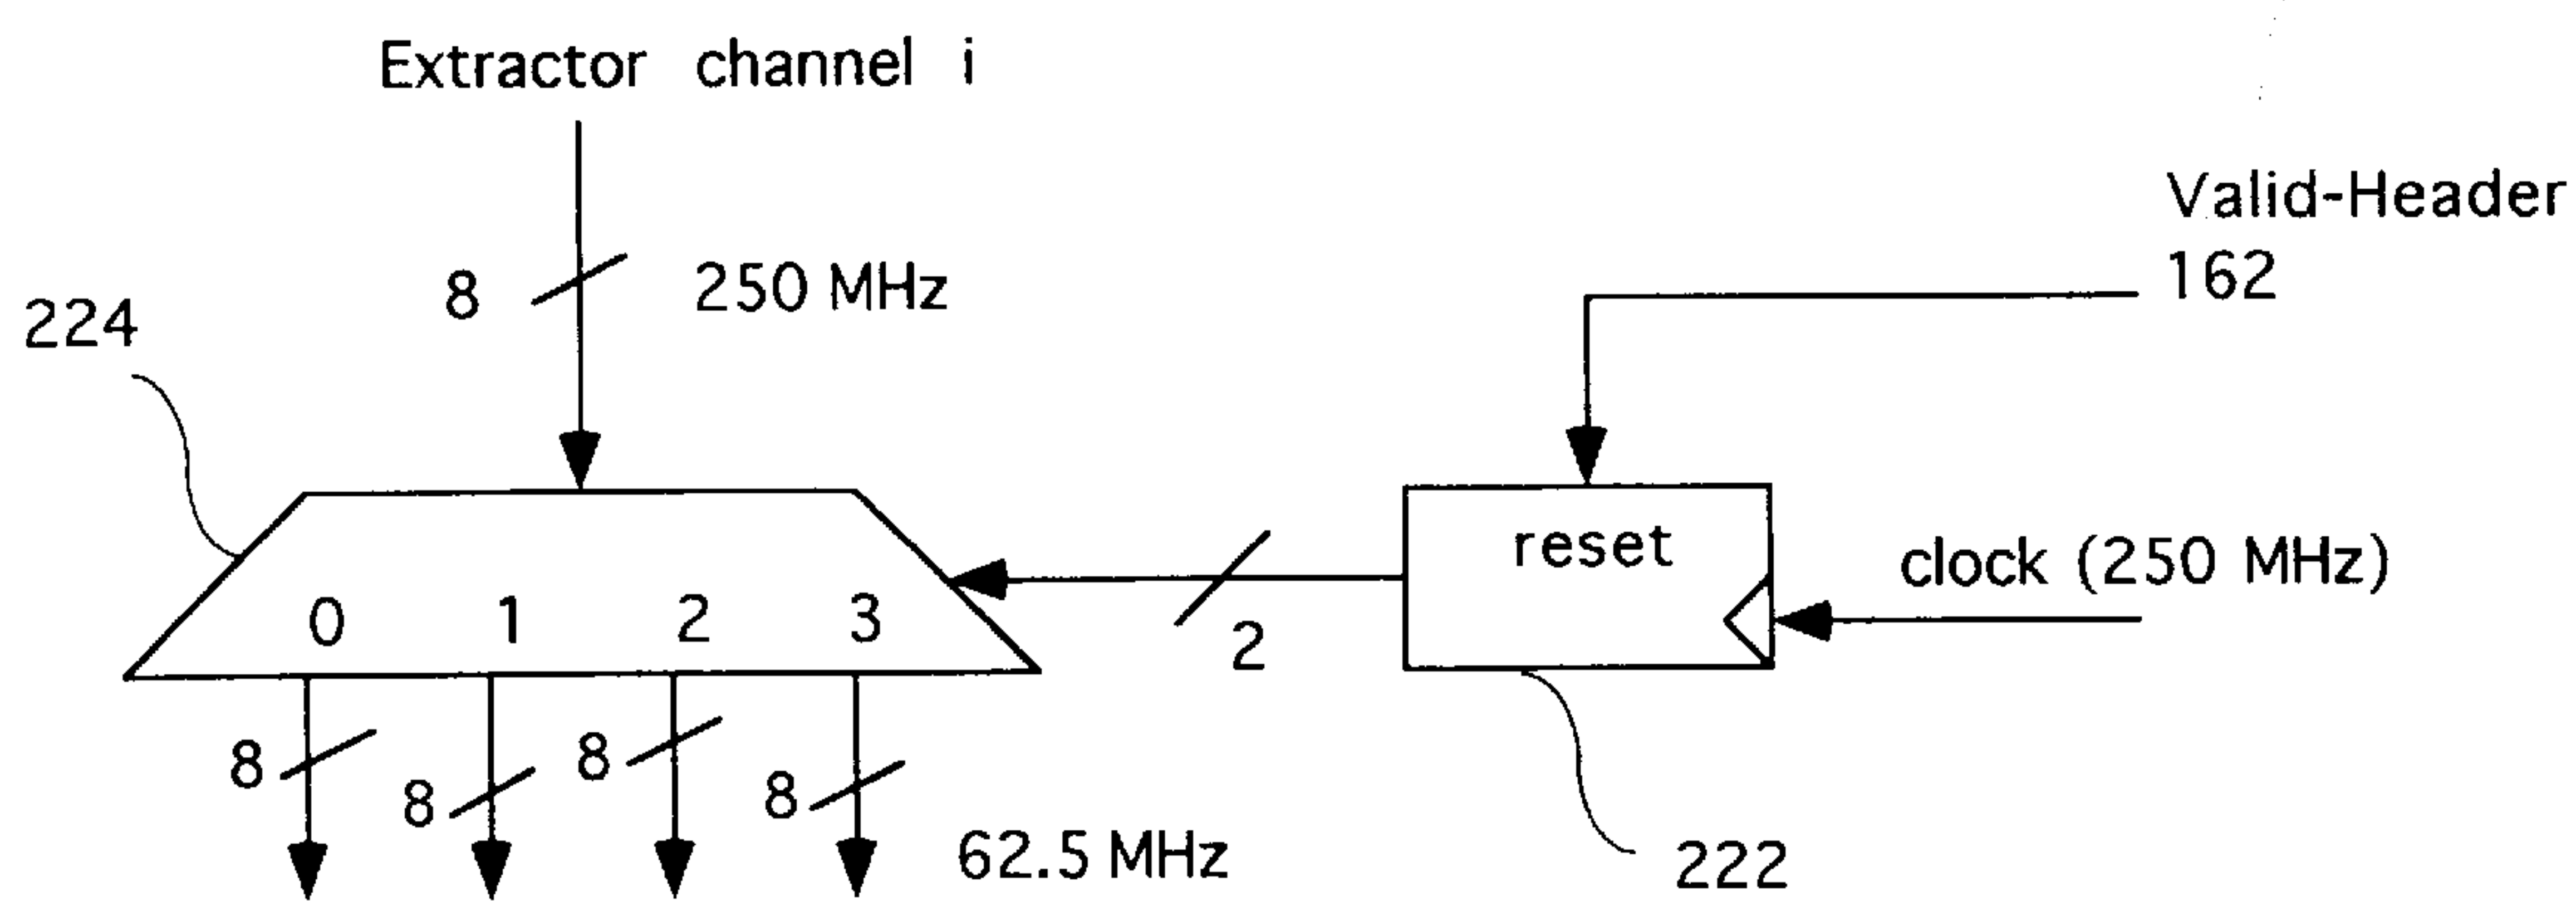 Extractor channel i
Valid-Header
162
8
250 MHz
224
reset
clock (250 MHz)
0 1 2 3
2
8
8
8
8
62.5 MHz
222